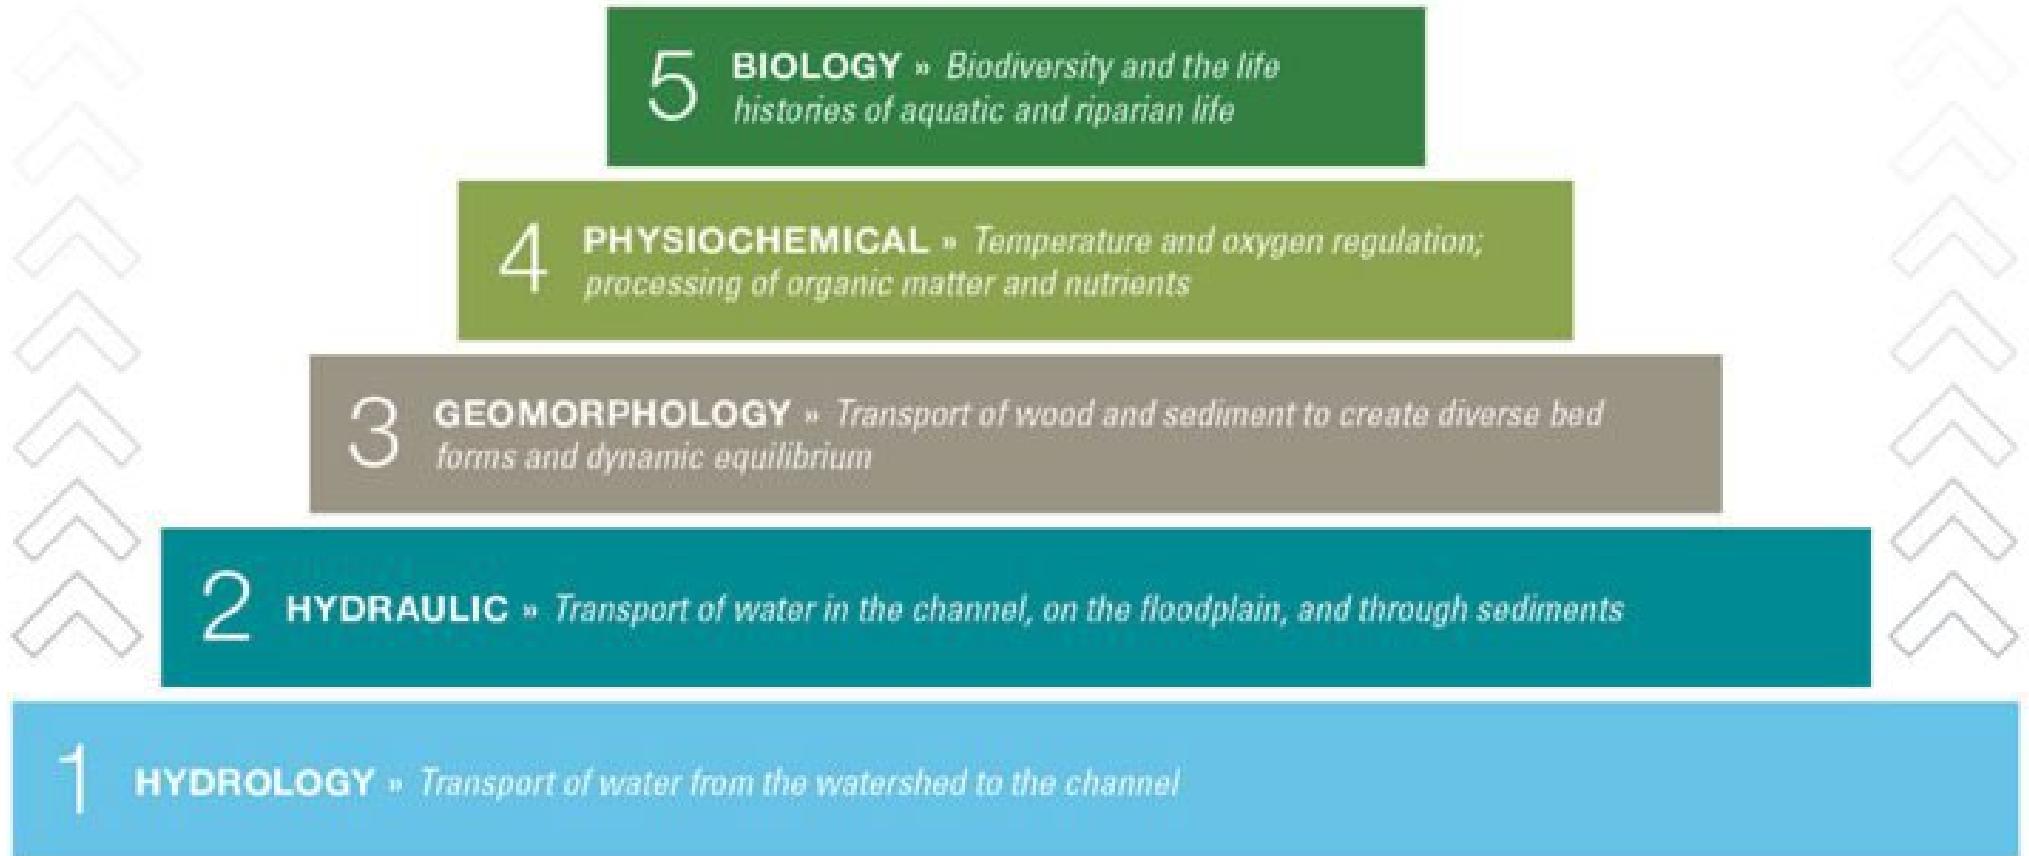 5 BIOLOGY » Biodiversity and the life
histories of aquatic and riparian life
4 PHYSIOCHEMICAL » Temperature and oxygen regulation;
processing of organic matter and nutrients
3 GEOMORPHOLOGY » Transport of wood and sediment to create diverse bed
forms and dynamic equilibrium
2 HYDRAULIC » Transport of water in the channel, on the floodplain, and through sediments
1 HYDROLOGY » Transport of water from the watershed to the channel